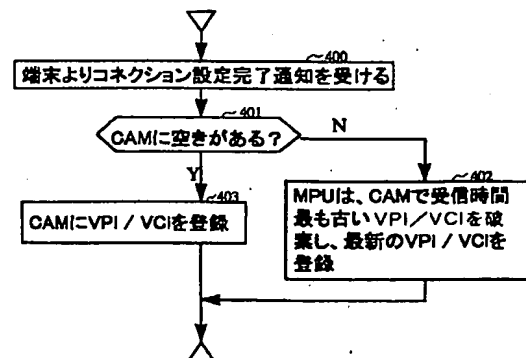 400
端末よりコネクション設定完了通知を受ける
401
CAMに空きがある？
N
Y
403
CAMにVPI / VCIを登録
402
MPUは、CAMで受信時間
最も古いVPI／VCIを破
棄し、最新のVPI / VCIを
登録